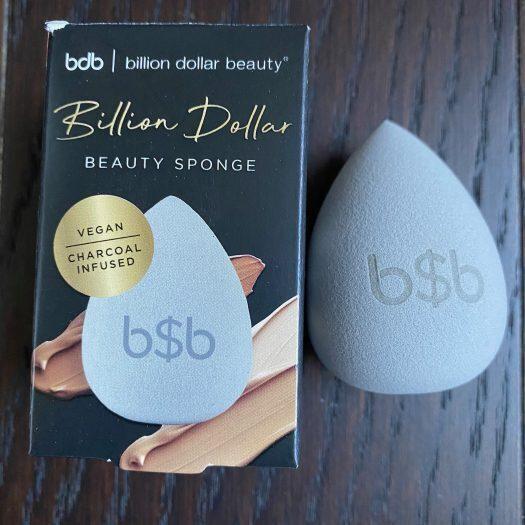 bdb | billion dollar beauty®
Billion Dollar
BEAUTY SPONGE
VEGAN
CHARCOAL
INFUSED
b$b
b$b